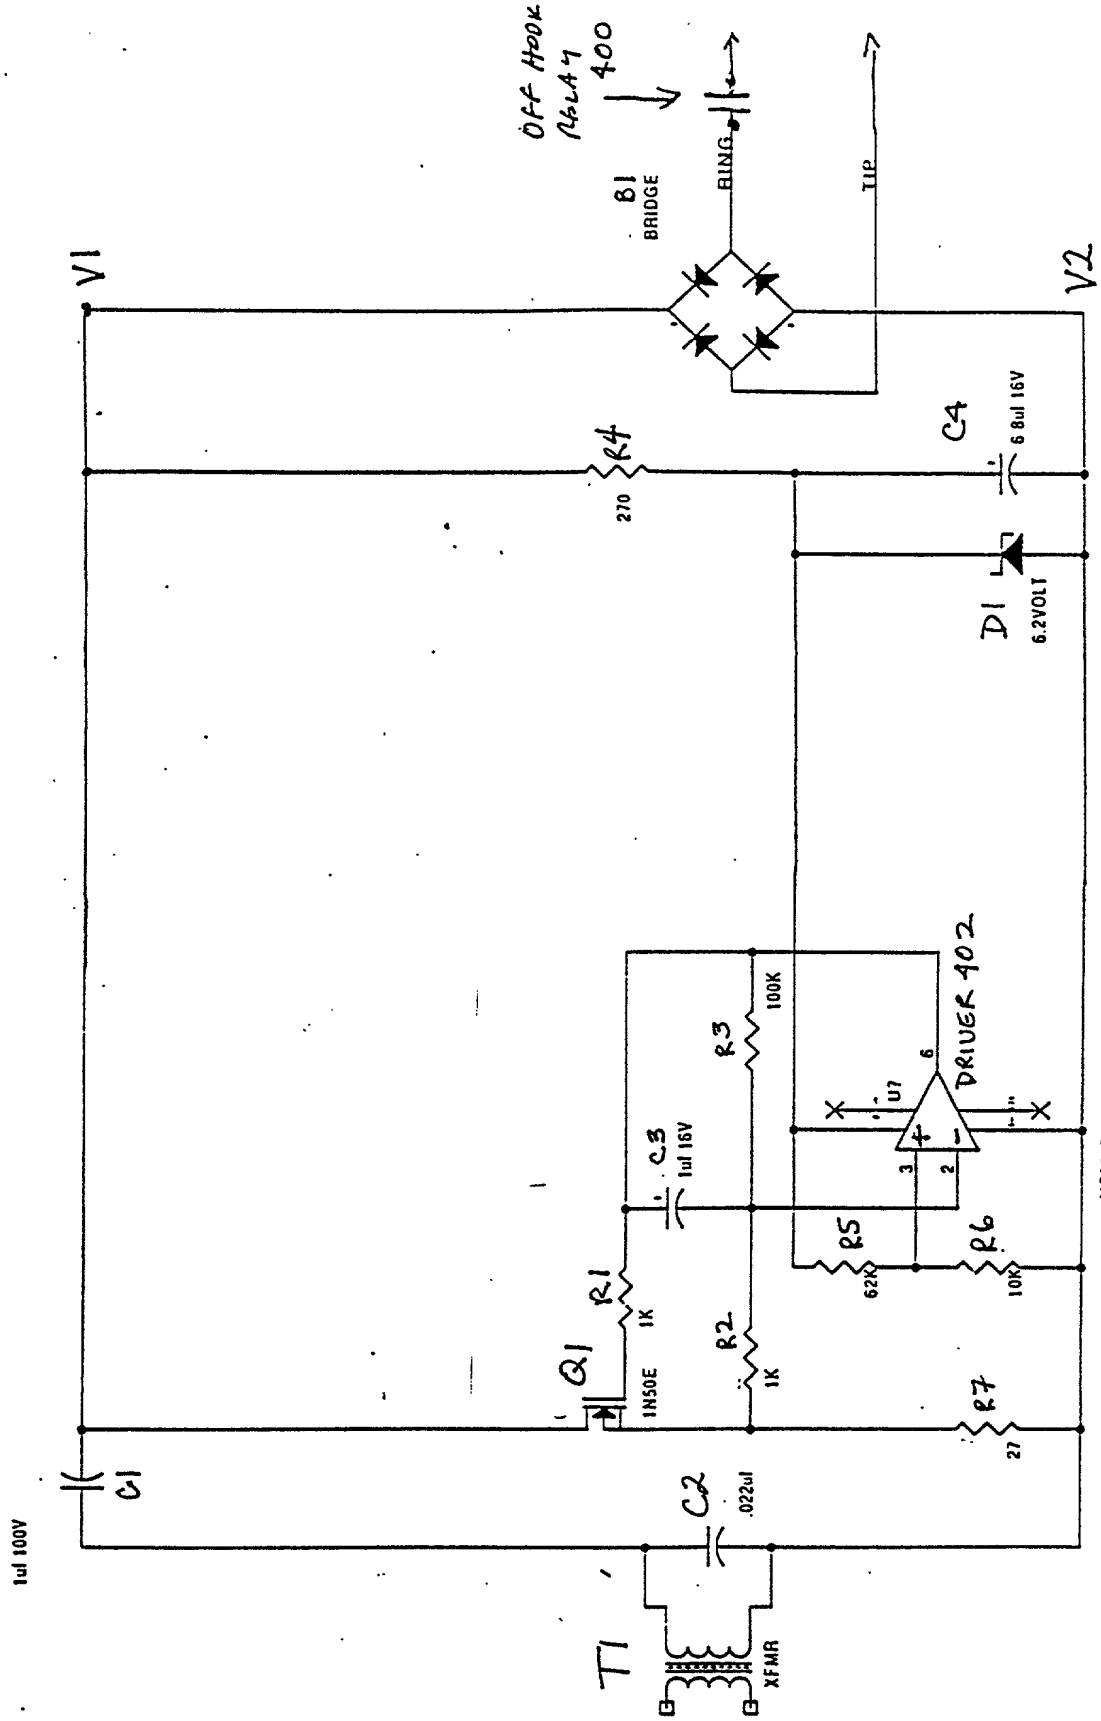 1uf 100V
C1
V1
OFF HOOK
RELAY
400
B1
BRIDGE
RING
TIP
V2
R4
270
C4
6 8uf 16V
D1
6.2VOLT
Q1
1N50E
R1
1K
C3
1uf 16V
R3
100K
R2
1K
U7
DRIVER 402
3
2
6
+
-
R5
62K
R6
10K
R7
27
C2
.022uf
T1
XFMR